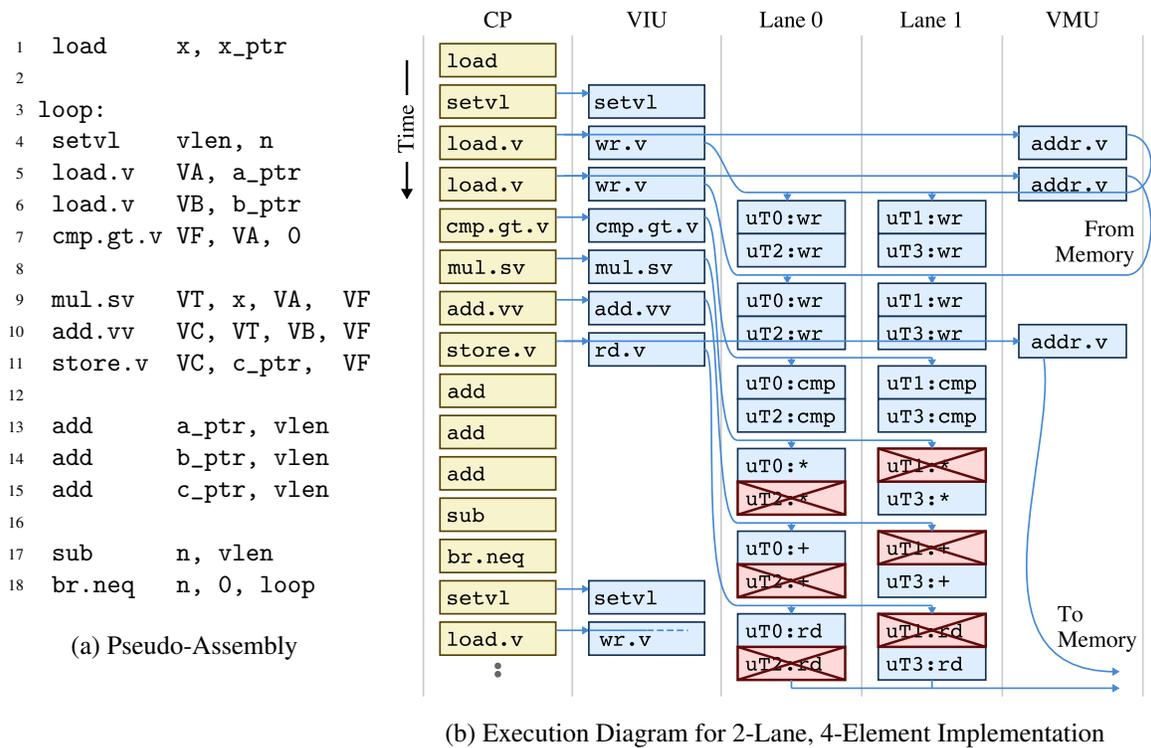 1 load x, x_ptr
2
3 loop:
4 setvl vlen, n
5 load.v VA, a_ptr
6 load.v VB, b_ptr
7 cmp.gt.v VF, VA, 0
8
9 mul.sv VT, x, VA, VF
10 add.vv VC, VT, VB, VF
11 store.v VC, c_ptr, VF
12
13 add a_ptr, vlen
14 add b_ptr, vlen
15 add c_ptr, vlen
16
17 sub n, vlen
18 br.neq n, 0, loop
(a) Pseudo-Assembly
Time
CP VIU Lane 0 Lane 1 VMU
load
setvl setvl
load.v wr.v addr.v
load.v wr.v addr.v
cmp.gt.v cmp.gt.v
mul.sv mul.sv
add.vv add.vv
store.v rd.v addr.v
add
add
add
sub
br.neq
setvl setvl
load.v wr.v
uT0:wr uT1:wr
uT2:wr uT3:wr
From
Memory
uT0:wr uT1:wr
uT2:wr uT3:wr
uT0:cmp uT1:cmp
uT2:cmp uT3:cmp
uT0:* uT1:*
uT2:* uT3:*
uT0:+ uT1:+
uT2:+ uT3:+
uT0:rd uT1:rd
uT2:rd uT3:rd
To
Memory
(b) Execution Diagram for 2-Lane, 4-Element Implementation